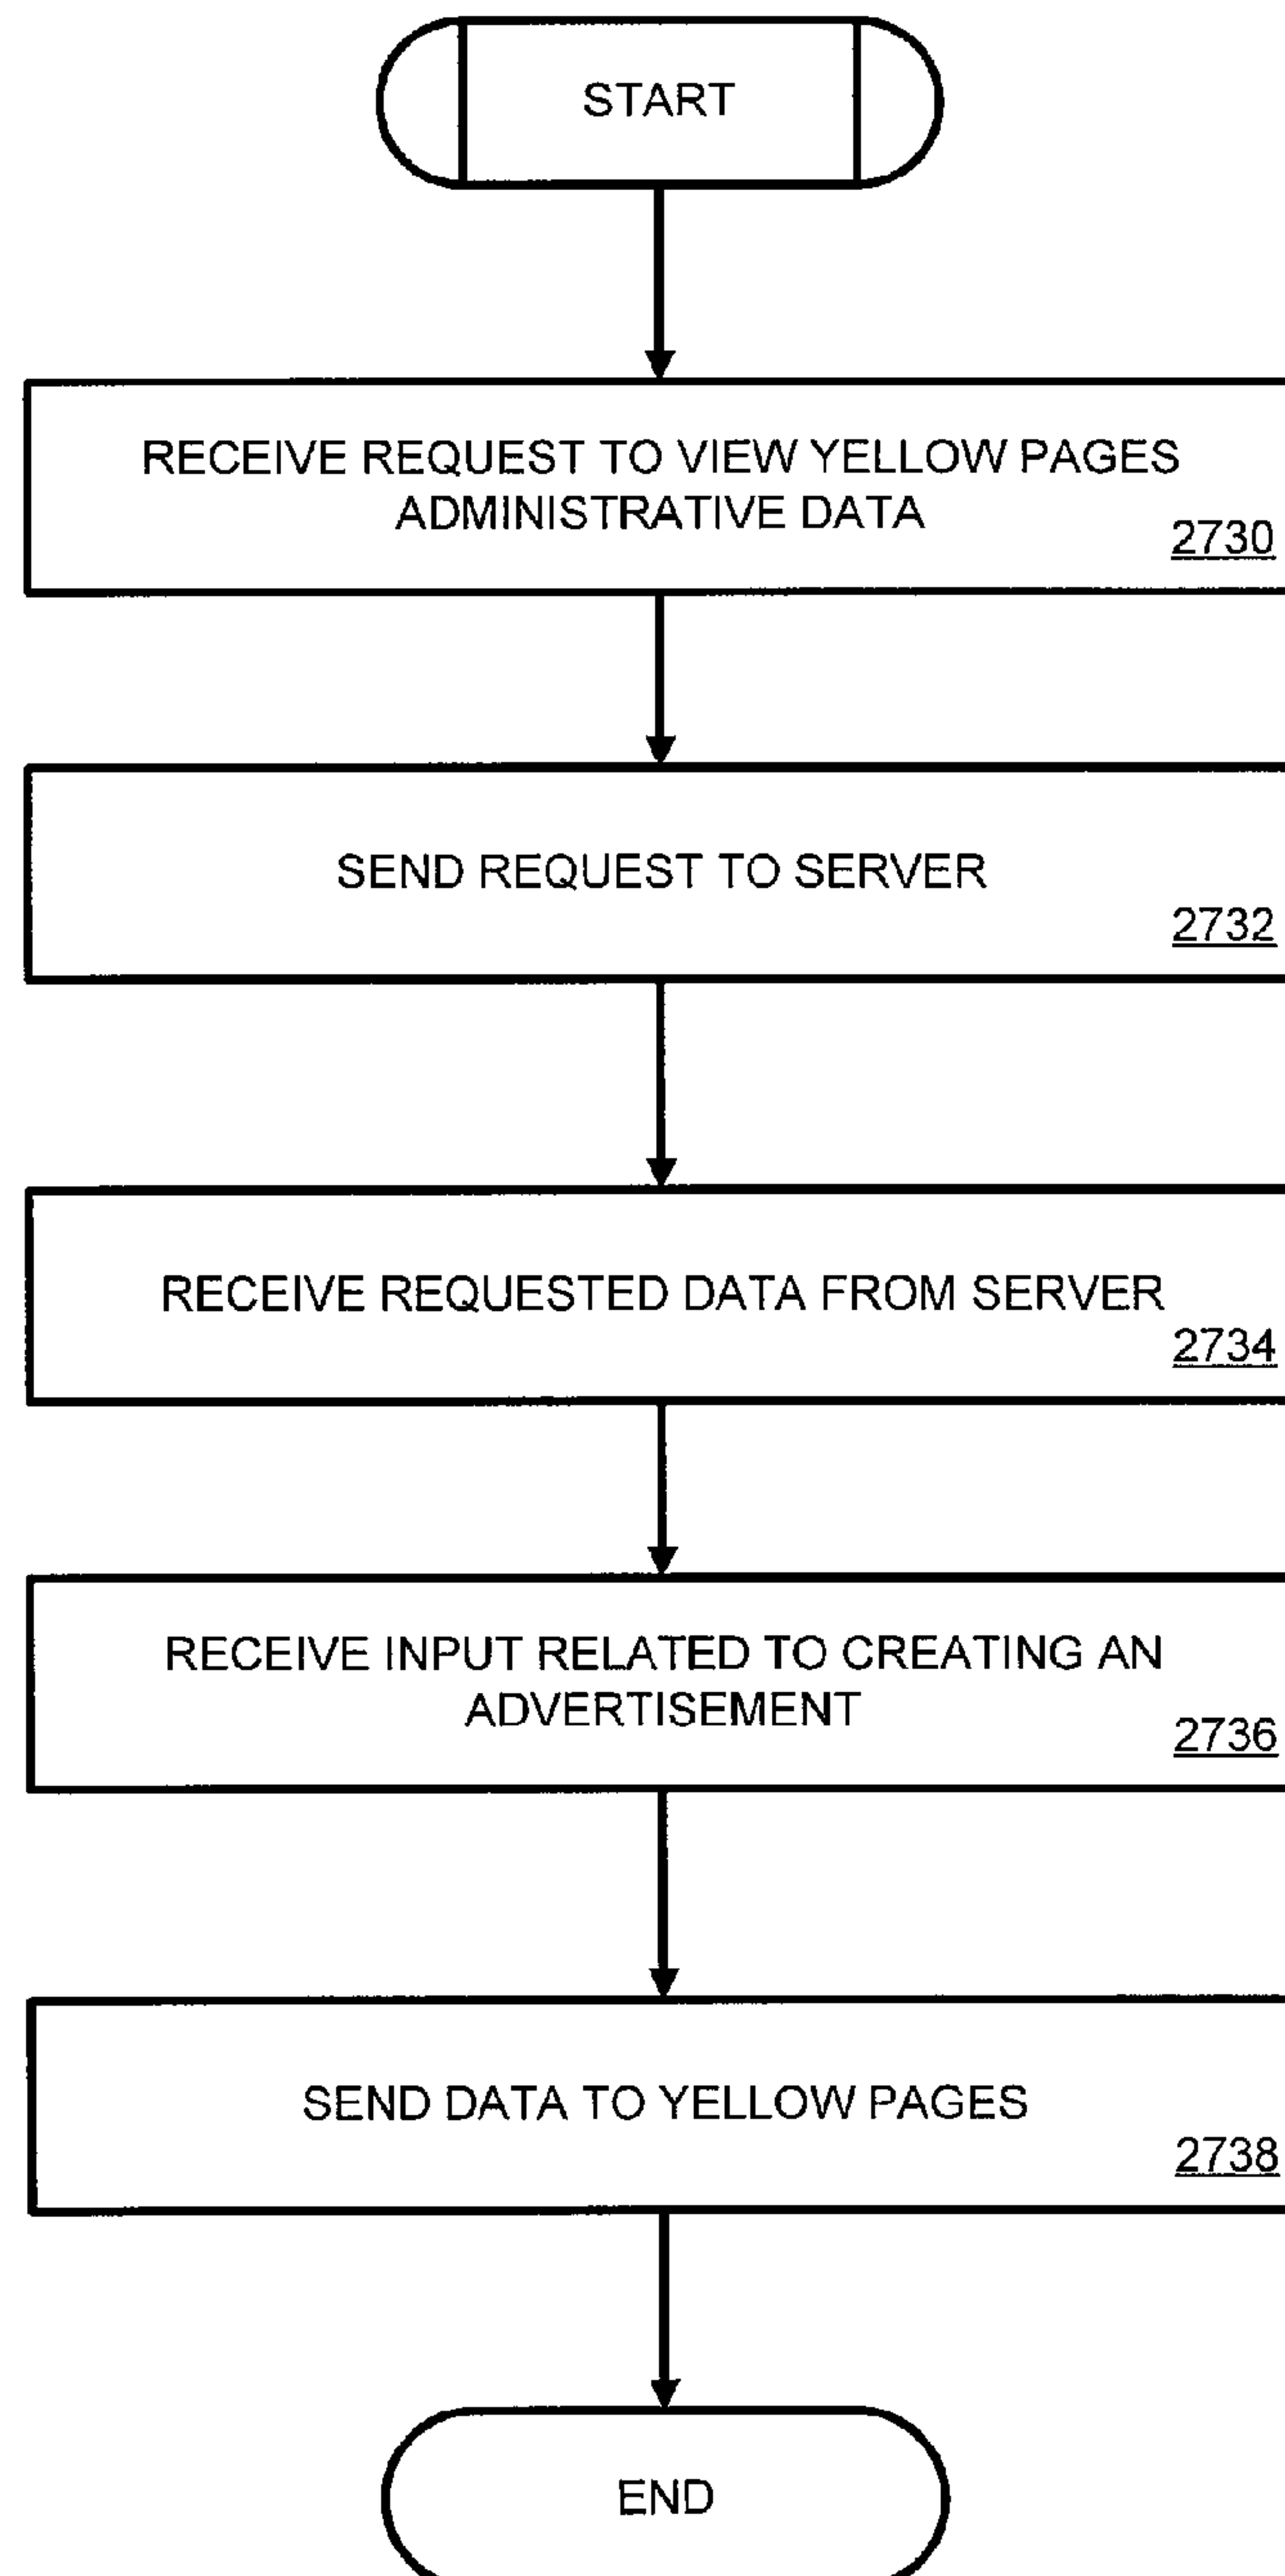 START
RECEIVE REQUEST TO VIEW YELLOW PAGES
ADMINISTRATIVE DATA
2730
SEND REQUEST TO SERVER
2732
RECEIVE REQUESTED DATA FROM SERVER
2734
RECEIVE INPUT RELATED TO CREATING AN
ADVERTISEMENT
2736
SEND DATA TO YELLOW PAGES
2738
END